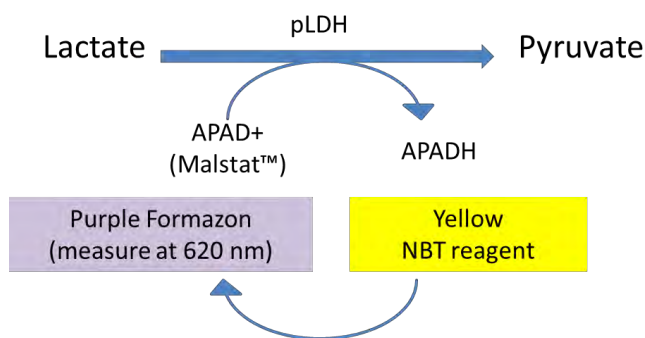 pLDH
Lactate
Pyruvate
APAD+
(Malstat™)
APADH
Purple Formazon
(measure at 620 nm)
Yellow
NBT reagent